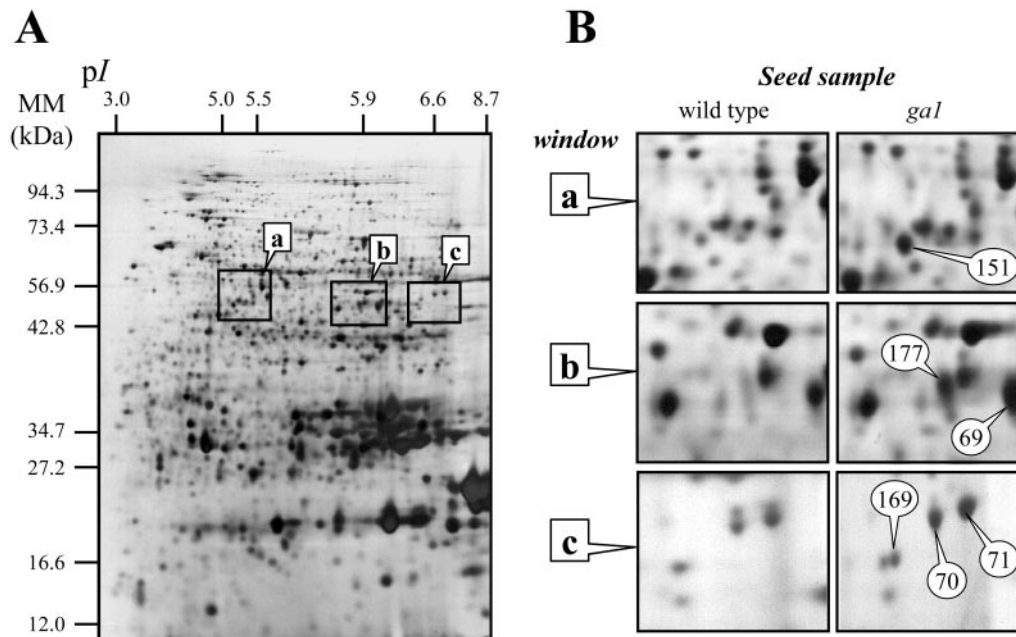 A
pI
MM
(kDa)
3.0 5.0 5.5 5.9 6.6 8.7
94.3
73.4
56.9
42.8
34.7
27.2
16.6
12.0
a
b
c
B
Seed sample
wild type ga1
window
a
151
b
177
69
c
169
70
71